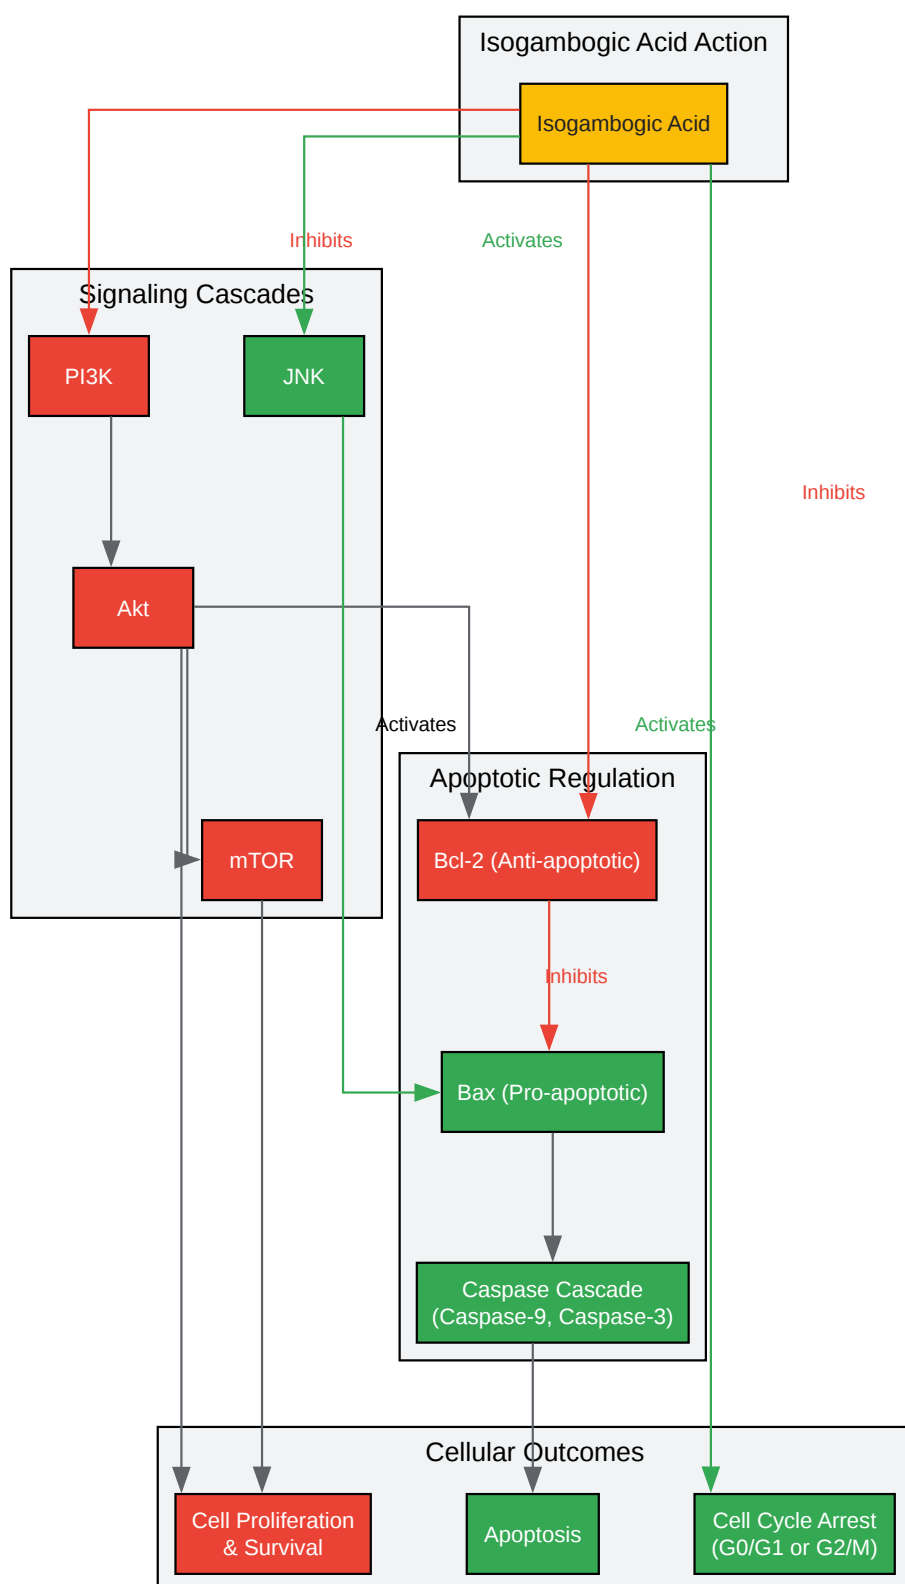 Isogambogic Acid Action
Isogambogic Acid
Inhibits
Activates
Signaling Cascades
PI3K
JNK
Inhibits
Akt
Activates
Activates
Apoptotic Regulation
mTOR
Bcl-2 (Anti-apoptotic)
Inhibits
Bax (Pro-apoptotic)
Caspase Cascade
(Caspase-9, Caspase-3)
Cellular Outcomes
Cell Proliferation
& Survival
Apoptosis
Cell Cycle Arrest
(G0/G1 or G2/M)